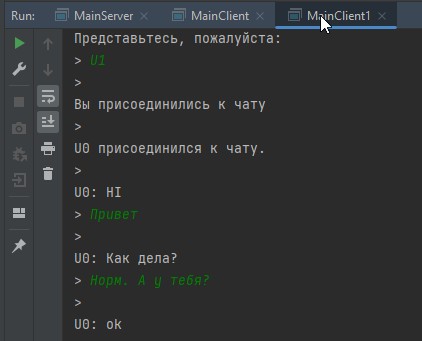 Run: MainServer MainClient MainClient1
Представьтесь, пожалуйста:
> U1
>
Вы присоединились к чату
>
U0 присоединился к чату.
>
U0: HI
> Привет
>
U0: Как дела?
> Норм. А у тебя?
>
U0: ok